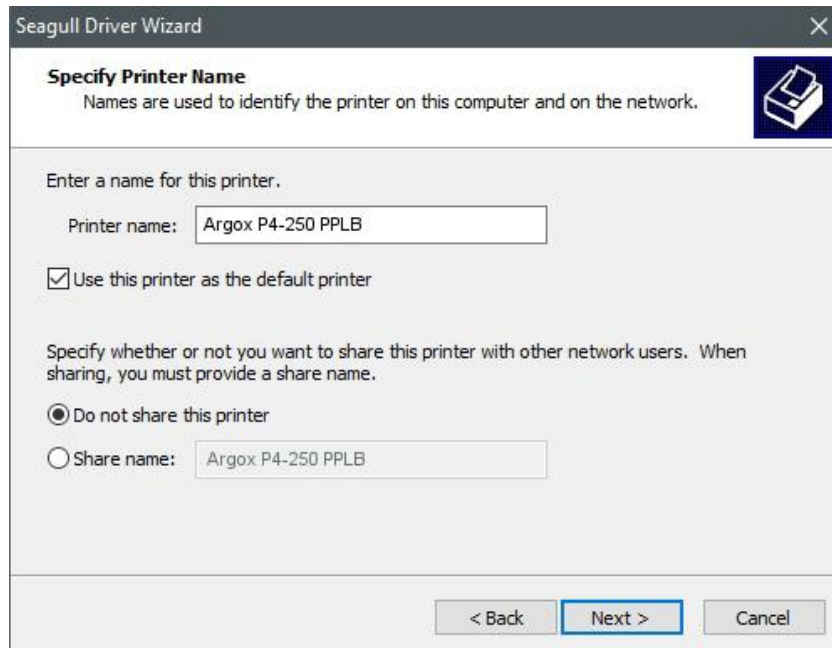 Seagull Driver Wizard
Specify Printer Name
Names are used to identify the printer on this computer and on the network.
Enter a name for this printer.
Printer name: Argox P4-250 PPLB
Use this printer as the default printer
Specify whether or not you want to share this printer with other network users. When
sharing, you must provide a share name.
Do not share this printer
Share name: Argox P4-250 PPLB
< Back Next > Cancel